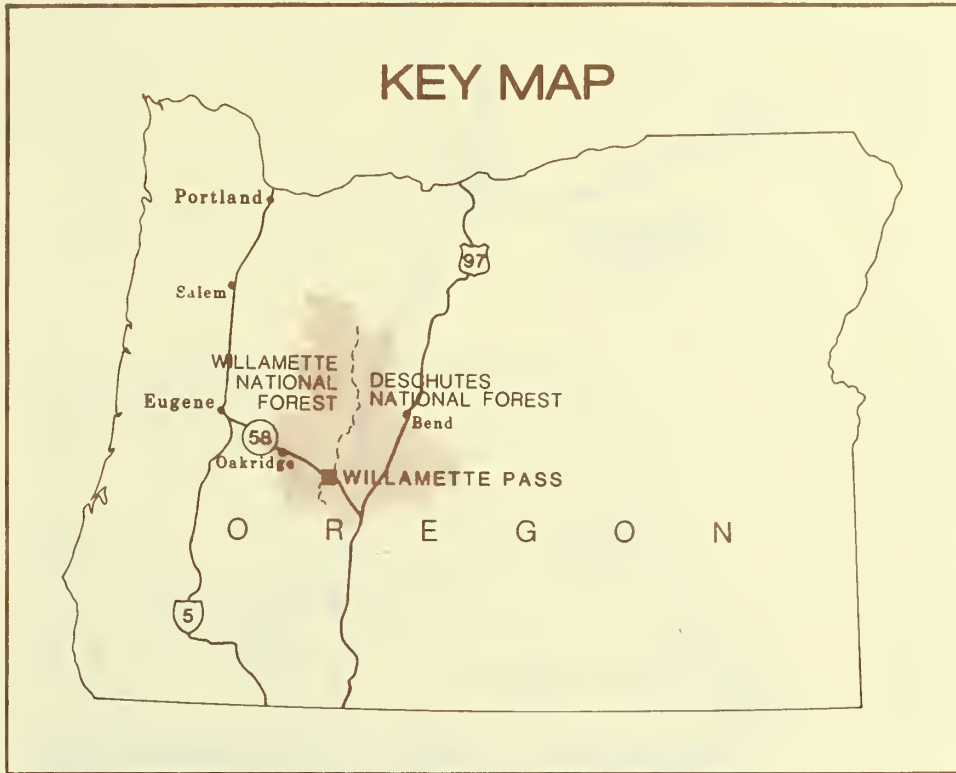 KEY MAP
Portland
97
Salem
WILLAMETTE
NATIONAL
FOREST
DESCHUTES
NATIONAL FOREST
Eugene
Bend
58
Oakridge
WILLAMETTE PASS
O R E G O N
5